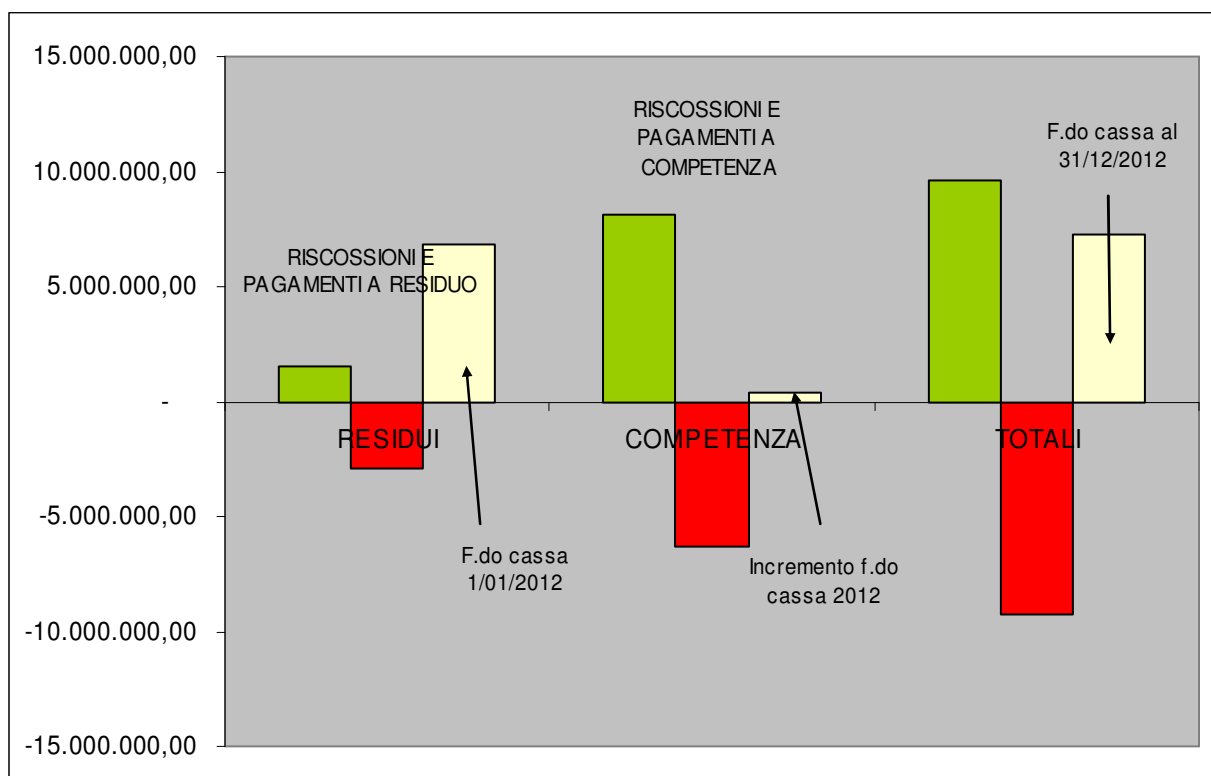 15.000.000,00
10.000.000,00
5.000.000,00
-
-5.000.000,00
-10.000.000,00
-15.000.000,00
RISCOSSIONI E
PAGAMENTI A RESIDUO
RISCOSSIONI E
PAGAMENTI A
COMPETENZA
F.do cassa al
31/12/2012
RESIDUI
COMPETENZA
TOTALI
F.do cassa
1/01/2012
Incremento f.do
cassa 2012